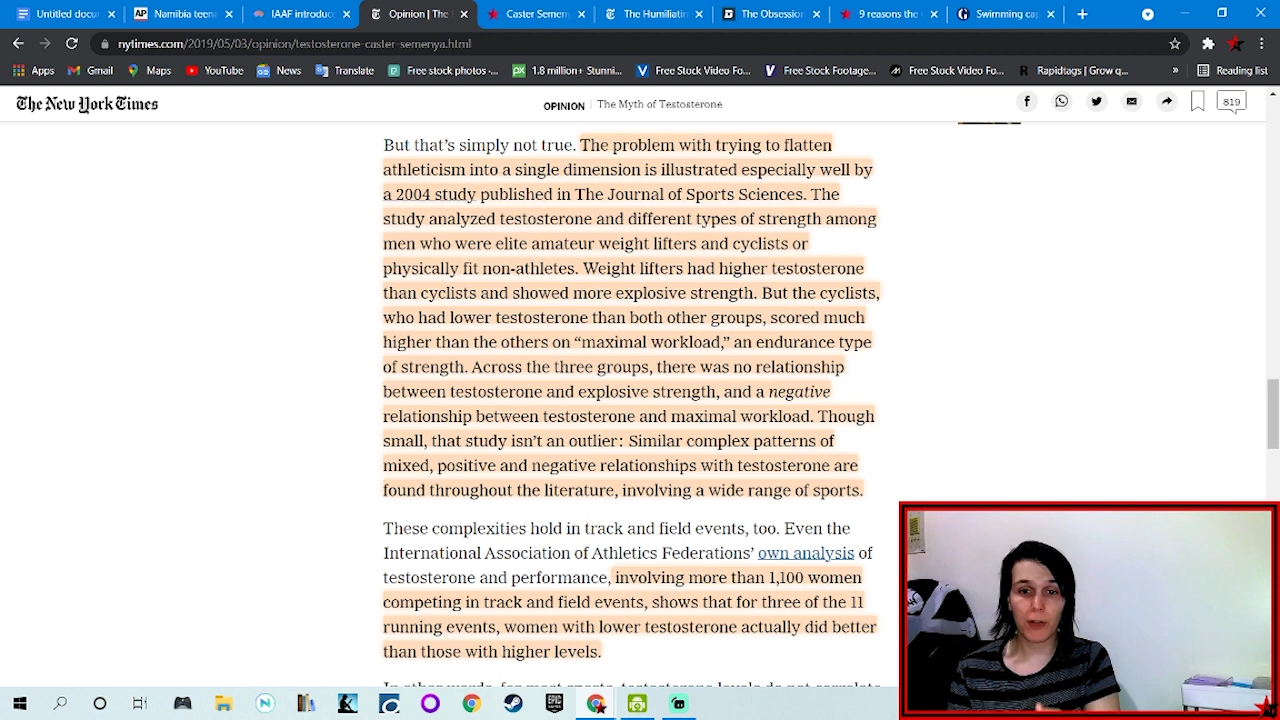 Untitled docu
Namibia teena
IAAF introduc
Opinion | The
Caster Semeny
The Humiliatin
The Obsession
9 reasons the
Swimming cap
nytimes.com/2019/05/03/opinion/testosterone-caster-semenya.html
Apps
Gmail
Maps
YouTube
News
Translate
Free stock photos -...
1.8 million+ Stunni...
Free Stock Video Fo...
Free Stock Footage...
Free Stock Video Fo...
Rapidtags | Grow q...
»
Reading list
The New York Times
OPINION | The Myth of Testosterone
819
But that’s simply not true. The problem with trying to flatten
athleticism into a single dimension is illustrated especially well by
a 2004 study published in The Journal of Sports Sciences. The
study analyzed testosterone and different types of strength among
men who were elite amateur weight lifters and cyclists or
physically fit non-athletes. Weight lifters had higher testosterone
than cyclists and showed more explosive strength. But the cyclists,
who had lower testosterone than both other groups, scored much
higher than the others on “maximal workload,” an endurance type
of strength. Across the three groups, there was no relationship
between testosterone and explosive strength, and a negative
relationship between testosterone and maximal workload. Though
small, that study isn’t an outlier: Similar complex patterns of
mixed, positive and negative relationships with testosterone are
found throughout the literature, involving a wide range of sports.
These complexities hold in track and field events, too. Even the
International Association of Athletics Federations’ own analysis of
testosterone and performance, involving more than 1,100 women
competing in track and field events, shows that for three of the 11
running events, women with lower testosterone actually did better
than those with higher levels.